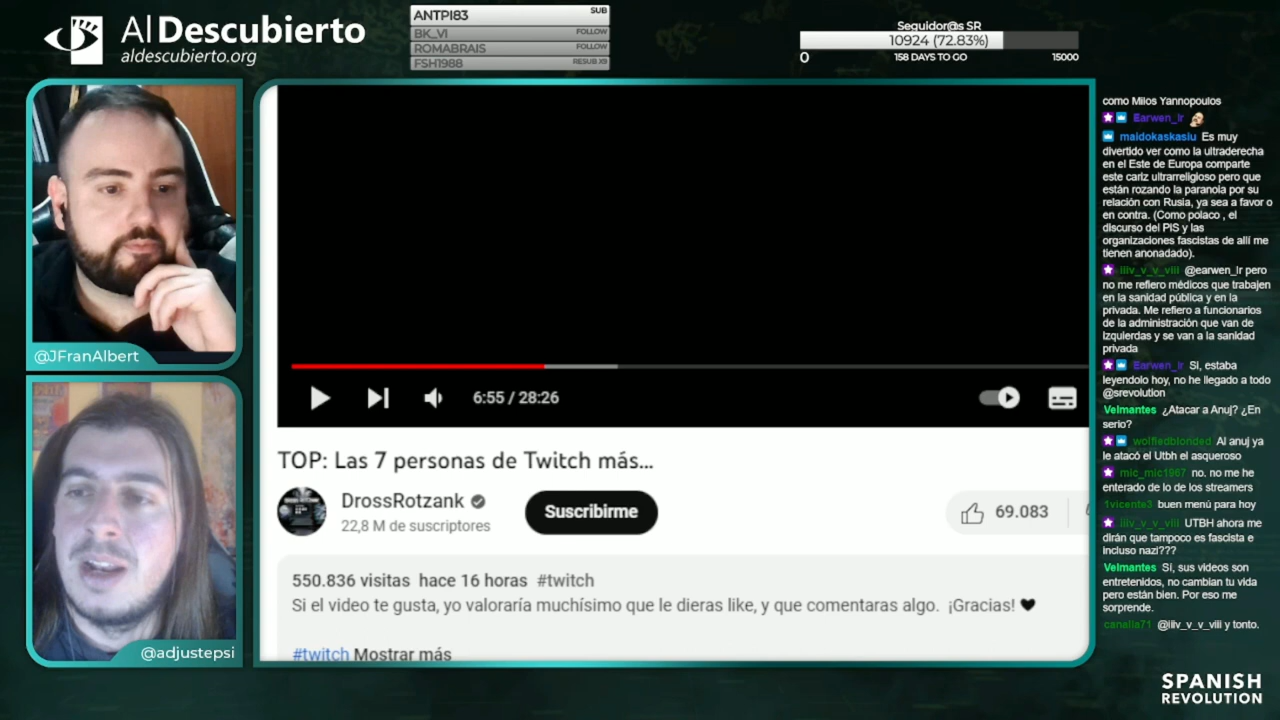 Al Descubierto
aldescubierto.org
ANTPI83 SUB
BK_VI FOLLOW
ROMABRAIS FOLLOW
FSH1988 RESUB X9
Seguidor@s SR
10924 (72.83%)
0 158 DAYS TO GO 15000
@JFranAlbert
@adjustepsi
6:55 / 28:26
TOP: Las 7 personas de Twitch más...
DrossRotzank
22,8 M de suscriptores
Suscribirme
69.083
550.836 visitas hace 16 horas #twitch
Si el video te gusta, yo valoraría muchísimo que le dieras like, y que comentaras algo. ¡Gracias! 🖤
#twitch Mostrar más
como Milos Yannopoulos
Earwen_Ir
maidokaskasiu Es muy
divertido ver como la ultraderecha
en el Este de Europa comparte
este cariz ultrarreligioso pero que
están rozando la paranoia por su
relación con Rusia, ya sea a favor o
en contra. (Como polaco , el
discurso del PIS y las
organizaciones fascistas de allí me
tienen anonadado).
iiiv_v_v_viii @earwen_Ir pero
no me refiero médicos que trabajen
en la sanidad pública y en la
privada. Me refiero a funcionarios
de la administración que van de
izquierdas y se van a la sanidad
privada
Earwen_Ir SI, estaba
leyendolo hoy, no he llegado a todo
@srevolution
Velmantes ¿Atacar a Anuj? ¿En
serio?
wolfiedblonded Al anuj ya
le atacó el Utbh el asqueroso
mic_mic1967 no. no me he
enterado de lo de los streamers
1vicente3 buen menú para hoy
iiiv_v_v_viii UTBH ahora me
dirán que tampoco es fascista e
incluso nazi???
Velmantes Sí, sus videos son
entretenidos, no cambian tu vida
pero están bien. Por eso me
sorprende.
canalla71 @iiiv_v_v_viii y tonto.
SPANISH
REVOLUTION